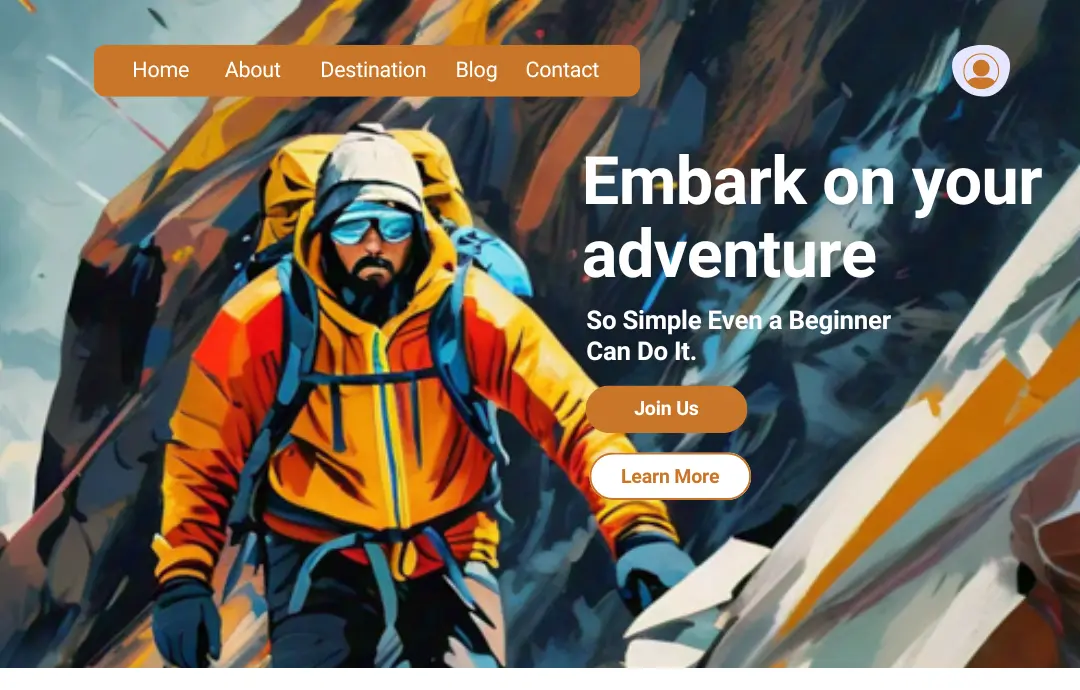 Home About Destination Blog Contact
Embark on your
adventure
So Simple Even a Beginner
Can Do It.
Join Us
Learn More